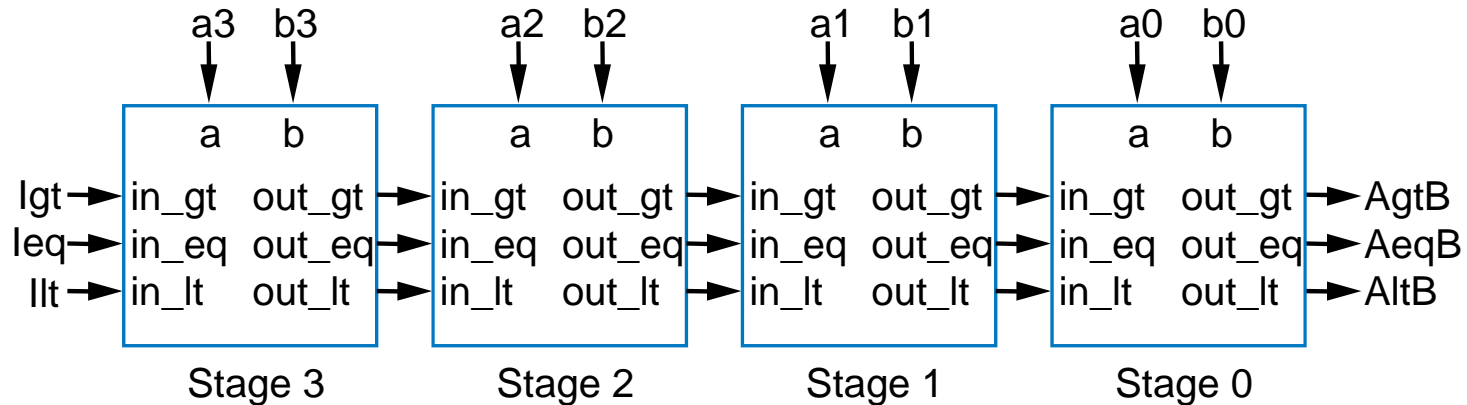 a3 b3 a2 b2 a1 b1 a0 b0
a b a b a b a b
Igt in_gt out_gt in_gt out_gt in_gt out_gt in_gt out_gt AgtB
Ieq in_eq out_eq in_eq out_eq in_eq out_eq in_eq out_eq AeqB
Ilt in_lt out_lt in_lt out_lt in_lt out_lt in_lt out_lt AltB
Stage 3 Stage 2 Stage 1 Stage 0